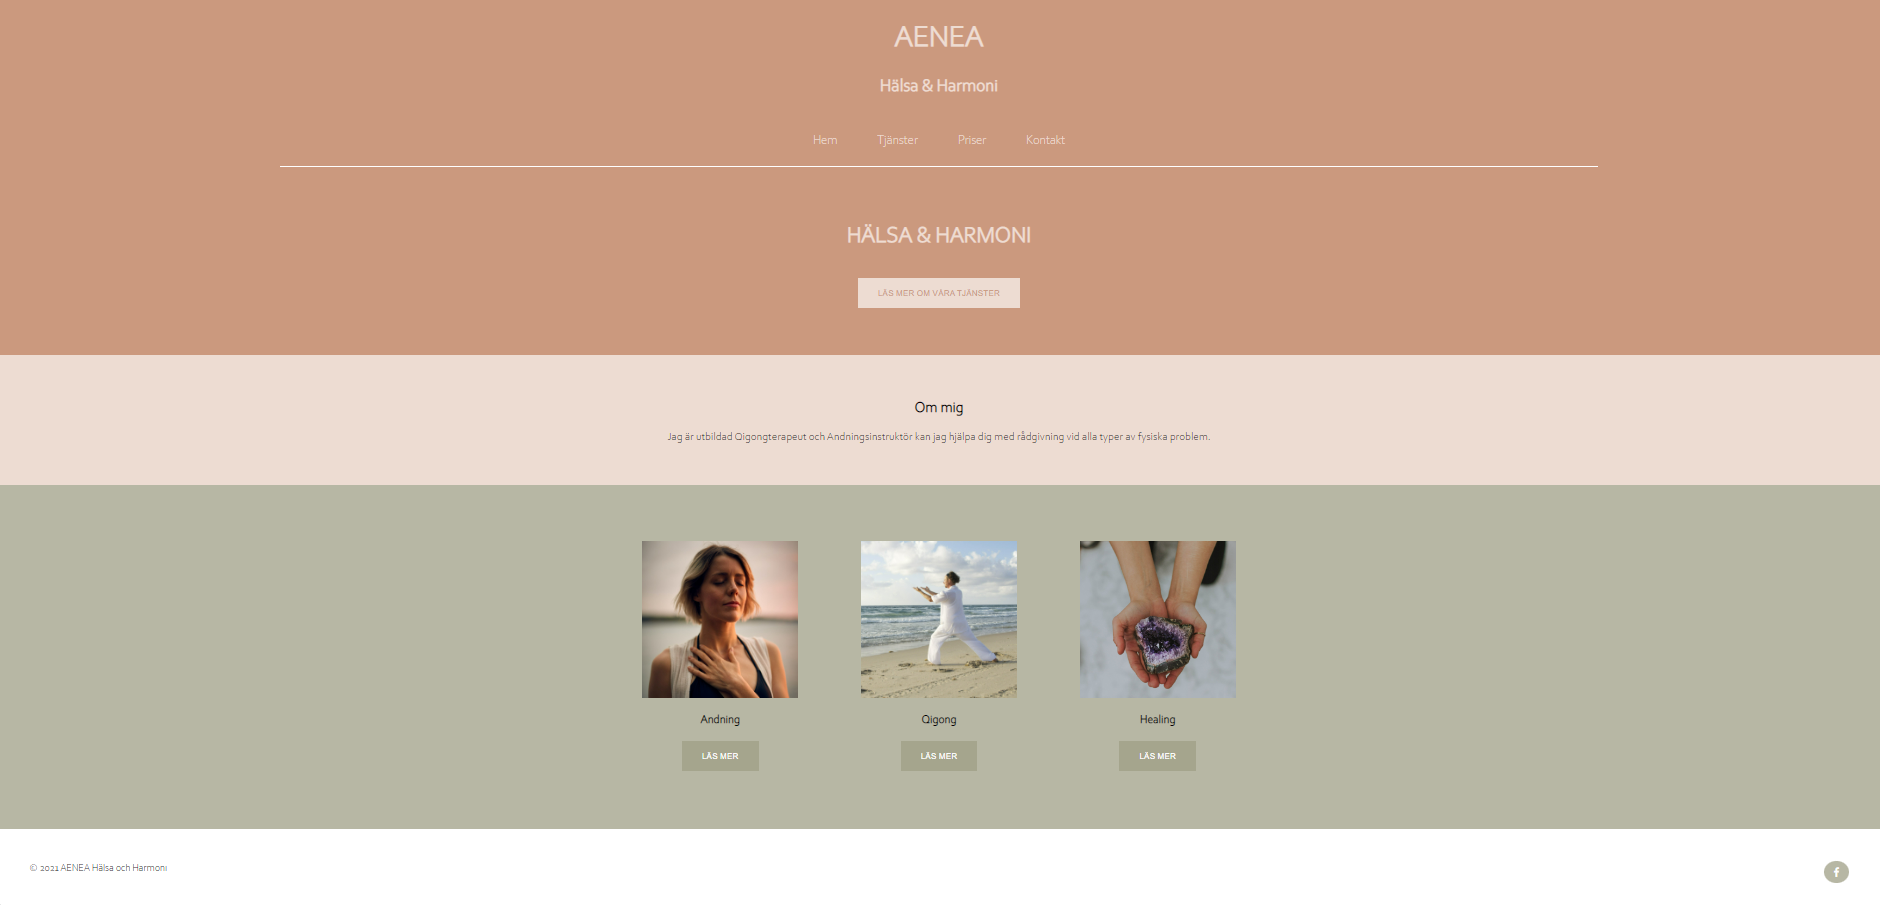 AENEA
Hälsa & Harmoni
Hem Tjänster Priser Kontakt
HÄLSA & HARMONI
LÄS MER OM VÅRA TJÄNSTER
Om mig
Jag är utbildad Qigongterapeut och Andningsinstruktör kan jag hjälpa dig med rådgivning vid alla typer av fysiska problem.
Andning Qigong Healing
LÄS MER LÄS MER LÄS MER
© 2021 AENEA Hälsa och Harmoni